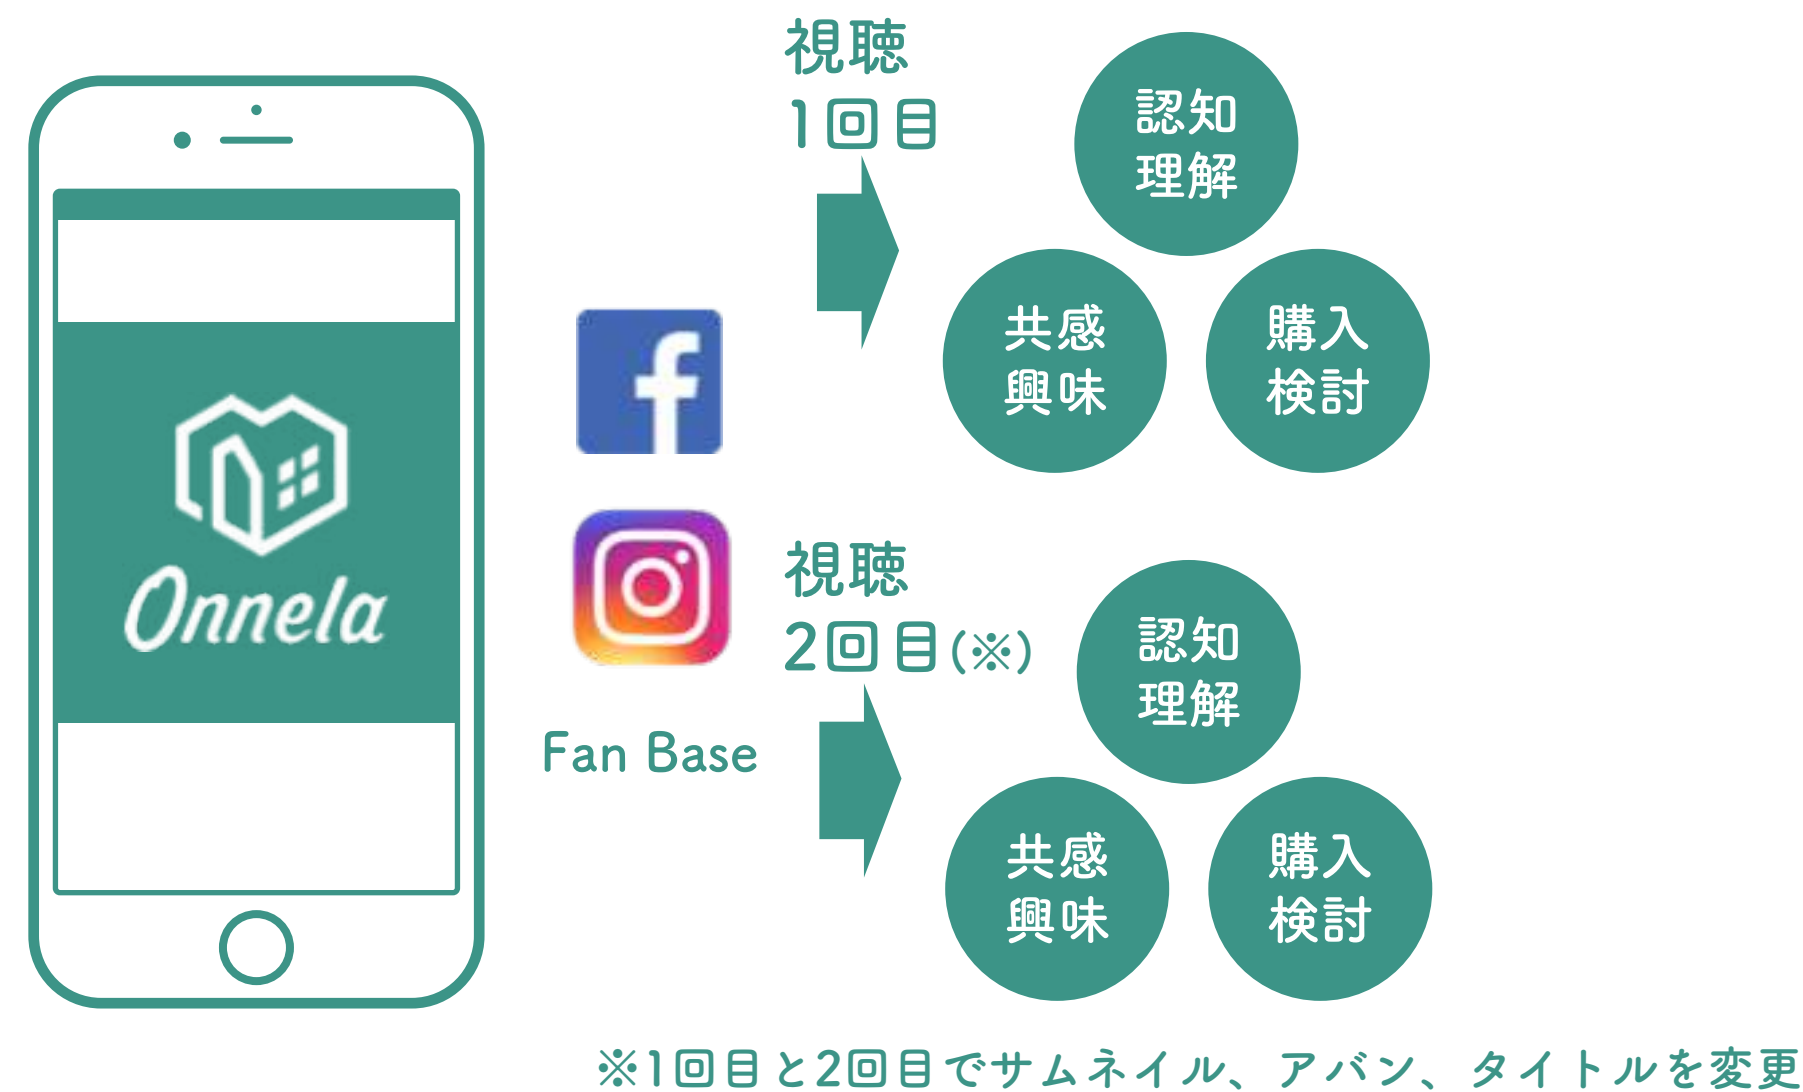 視聴
1回目
認知
理解
共感
興味
購入
検討
Onnela
Fan Base
視聴
2回目(※)
認知
理解
共感
興味
購入
検討
※1回目と2回目でサムネイル、アバン、タイトルを変更